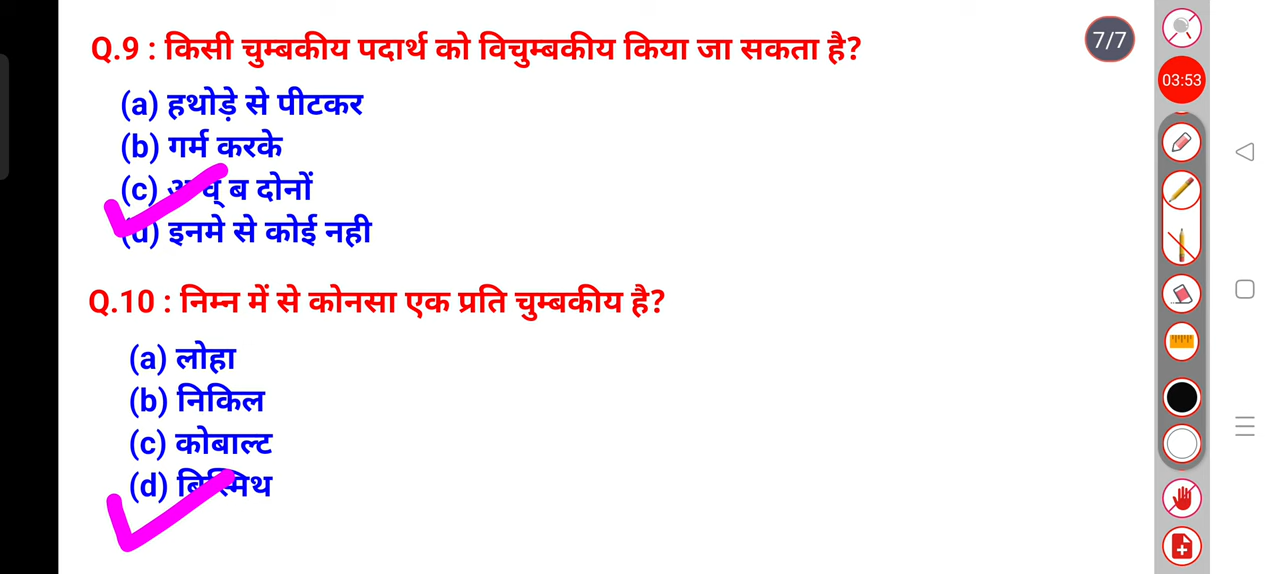 Q.9 : किसी चुम्बकीय पदार्थ को विचुम्बकीय किया जा सकता है?
7/7
03:53
(a) हथोड़े से पीटकर
(b) गर्म करके
(c) अ व् ब दोनों
(d) इनमे से कोई नही
Q.10 : निम्न में से कोनसा एक प्रति चुम्बकीय है?
(a) लोहा
(b) निकिल
(c) कोबाल्ट
(d) बिस्मिथ